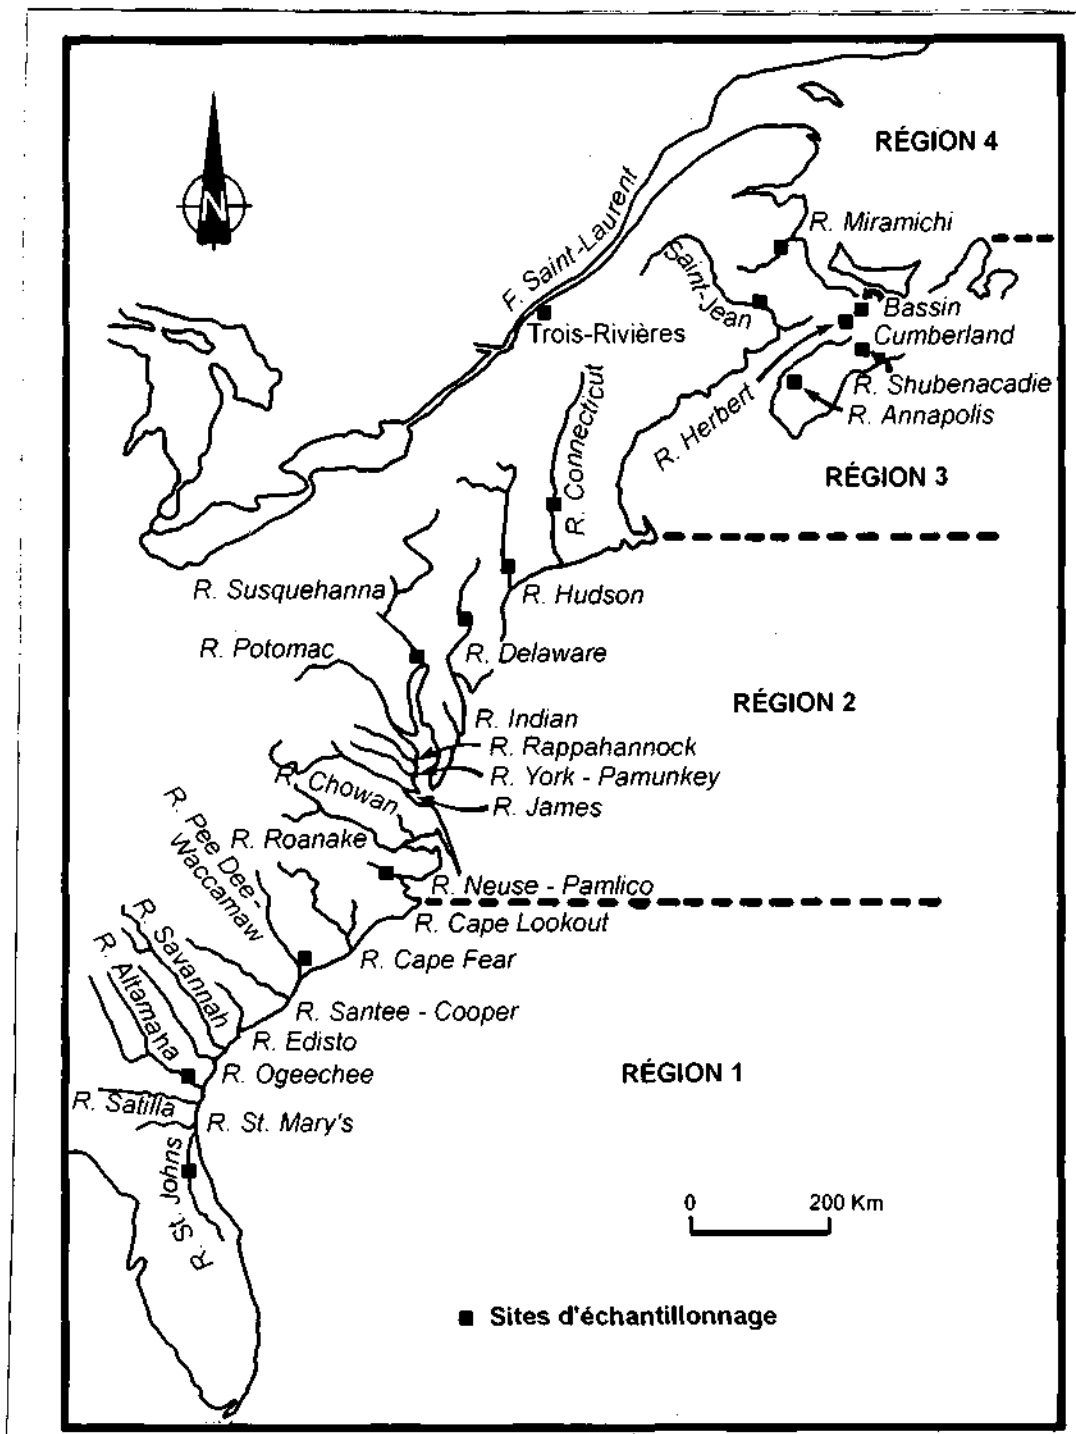 RÉGION 4
N
F. Saint-Laurent
R. Miramichi
Saint-Jean
Bassin
Cumberland
Trois-Rivières
R. Shubenacadie
R. Annapolis
R. Herbert
R. Connecticut
RÉGION 3
R. Susquehanna
R. Hudson
R. Potomac
R. Delaware
RÉGION 2
R. Indian
R. Rappahannock
R. York - Pamunkey
R. Chowan
R. James
R. Pee Dee -
Waccamaw
R. Roanake
R. Neuse - Pamlico
R. Cape Lookout
R. Savannah
R. Cape Fear
R. Altamaha
R. Santee - Cooper
R. Edisto
R. Ogeechee
RÉGION 1
R. Satilla
R. St. Mary's
R. St. Johns
0 200 Km
Sites d'échantillonnage